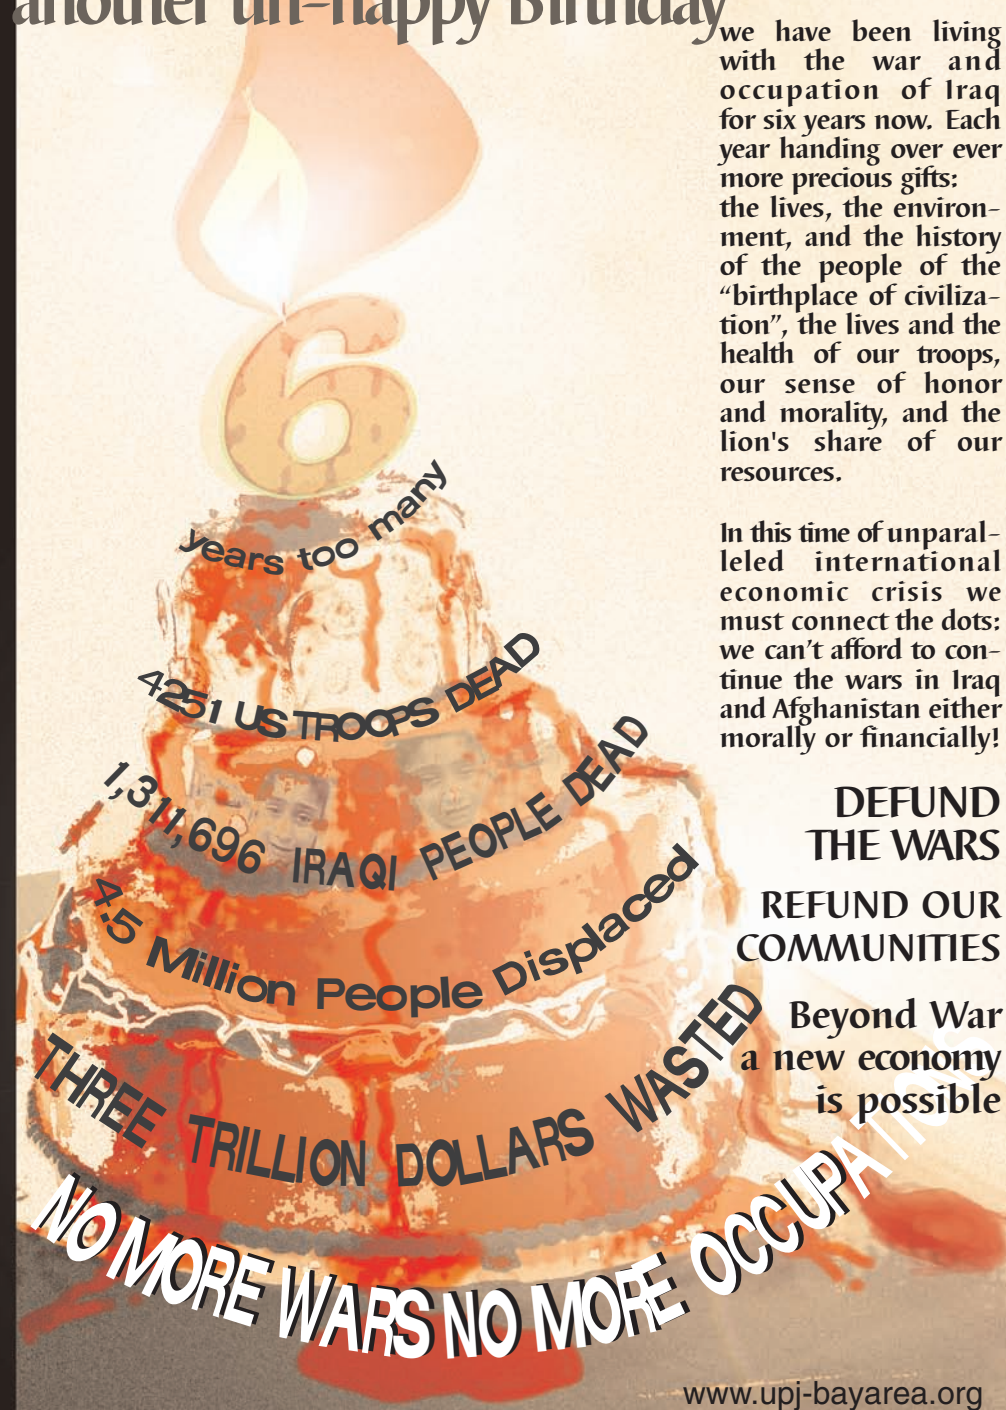 another un-happy Birthday
we have been living
with the war and
occupation of Iraq
for six years now. Each
year handing over ever
more precious gifts:
the lives, the environ-
ment, and the history
of the people of the
“birthplace of civiliza-
tion”, the lives and the
health of our troops,
our sense of honor
and morality, and the
lion's share of our
resources.
In this time of unparal-
leled international
economic crisis we
must connect the dots:
we can’t afford to con-
tinue the wars in Iraq
and Afghanistan either
morally or financially!
DEFUND
THE WARS
REFUND OUR
COMMUNITIES
Beyond War
a new economy
is possible
6
years too many
4251 US TROOPS DEAD
1,311,696 IRAQI PEOPLE DEAD
4.5 Million People Displaced
THREE TRILLION DOLLARS WASTED
NO MORE WARS NO MORE OCCUPATIONS
www.upj-bayarea.org